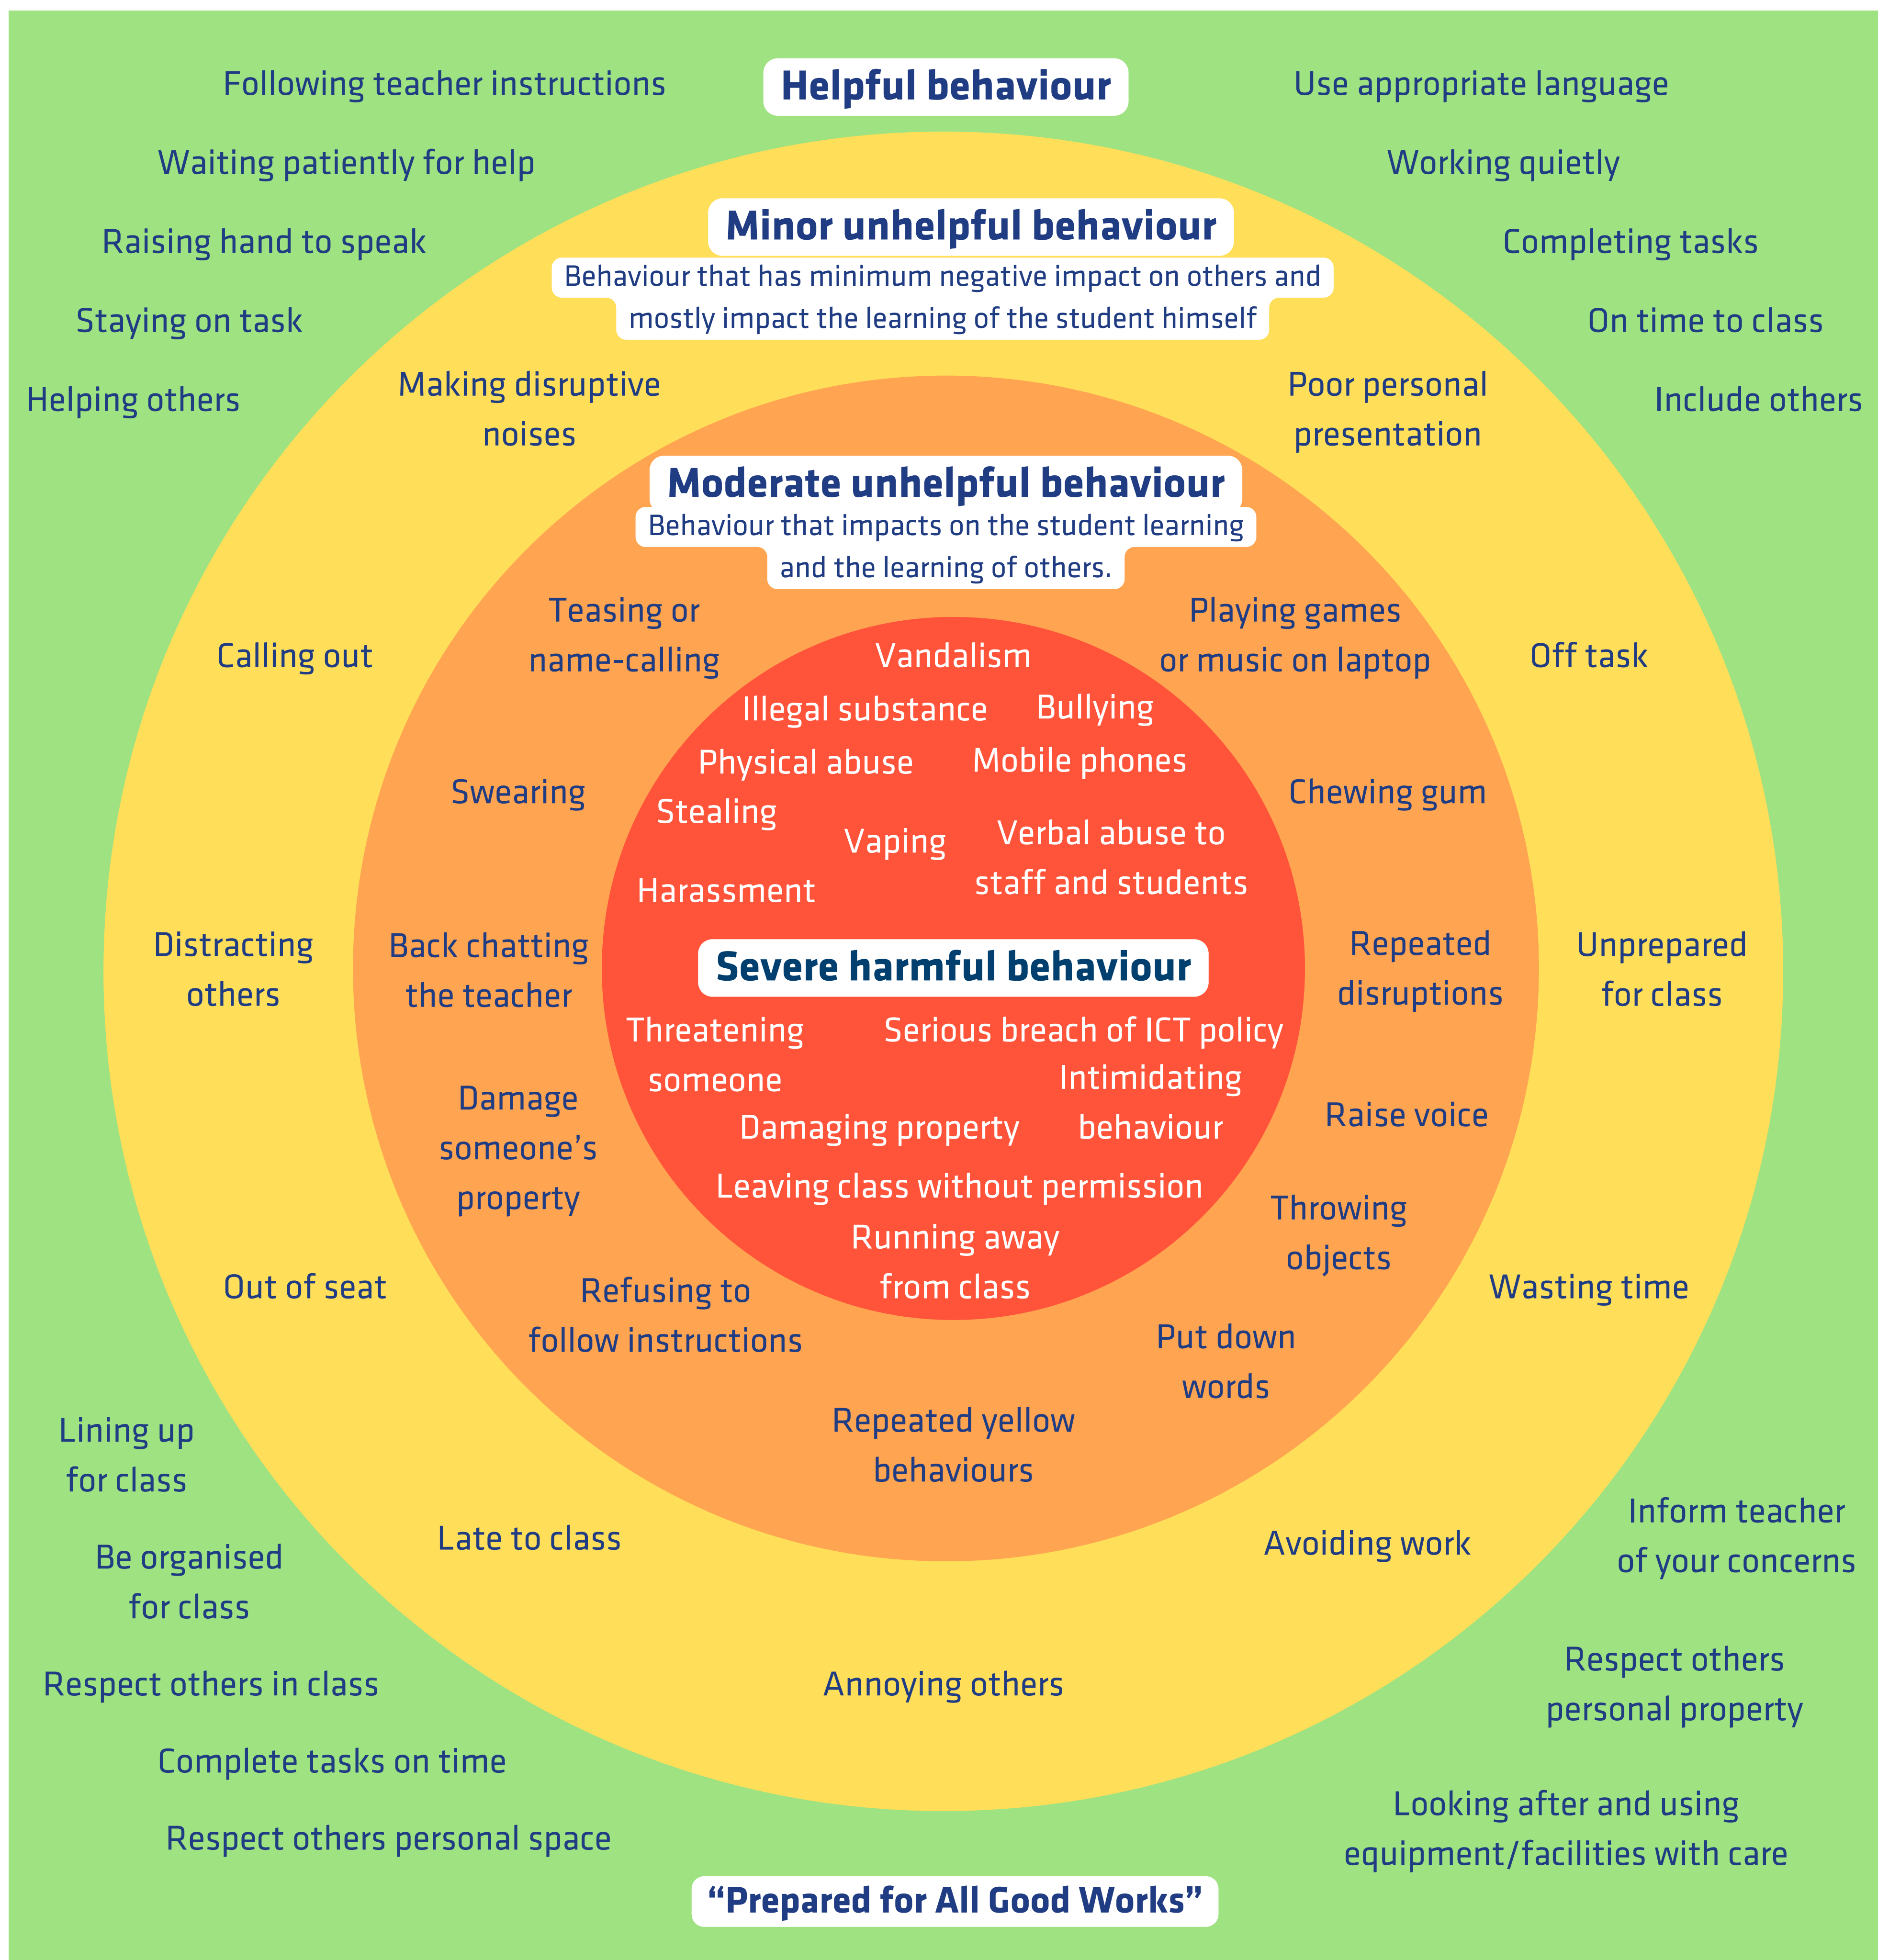 Helpful behaviour
Following teacher instructions
Waiting patiently for help
Raising hand to speak
Staying on task
Helping others
Use appropriate language
Working quietly
Completing tasks
On time to class
Include others
Minor unhelpful behaviour
Behaviour that has minimum negative impact on others and
mostly impact the learning of the student himself
Making disruptive
noises
Poor personal
presentation
Calling out
Off task
Distracting
others
Unprepared
for class
Out of seat
Wasting time
Late to class
Avoiding work
Annoying others
Moderate unhelpful behaviour
Behaviour that impacts on the student learning
and the learning of others.
Teasing or
name-calling
Playing games
or music on laptop
Swearing
Chewing gum
Back chatting
the teacher
Repeated
disruptions
Damage
someone’s
property
Raise voice
Throwing
objects
Refusing to
follow instructions
Put down
words
Repeated yellow
behaviours
Vandalism
Illegal substance
Bullying
Physical abuse
Mobile phones
Stealing
Vaping
Verbal abuse to
staff and students
Harassment
Severe harmful behaviour
Threatening
someone
Serious breach of ICT policy
Intimidating
behaviour
Damaging property
Leaving class without permission
Running away
from class
Lining up
for class
Be organised
for class
Respect others in class
Complete tasks on time
Respect others personal space
Inform teacher
of your concerns
Respect others
personal property
Looking after and using
equipment/facilities with care
“Prepared for All Good Works”